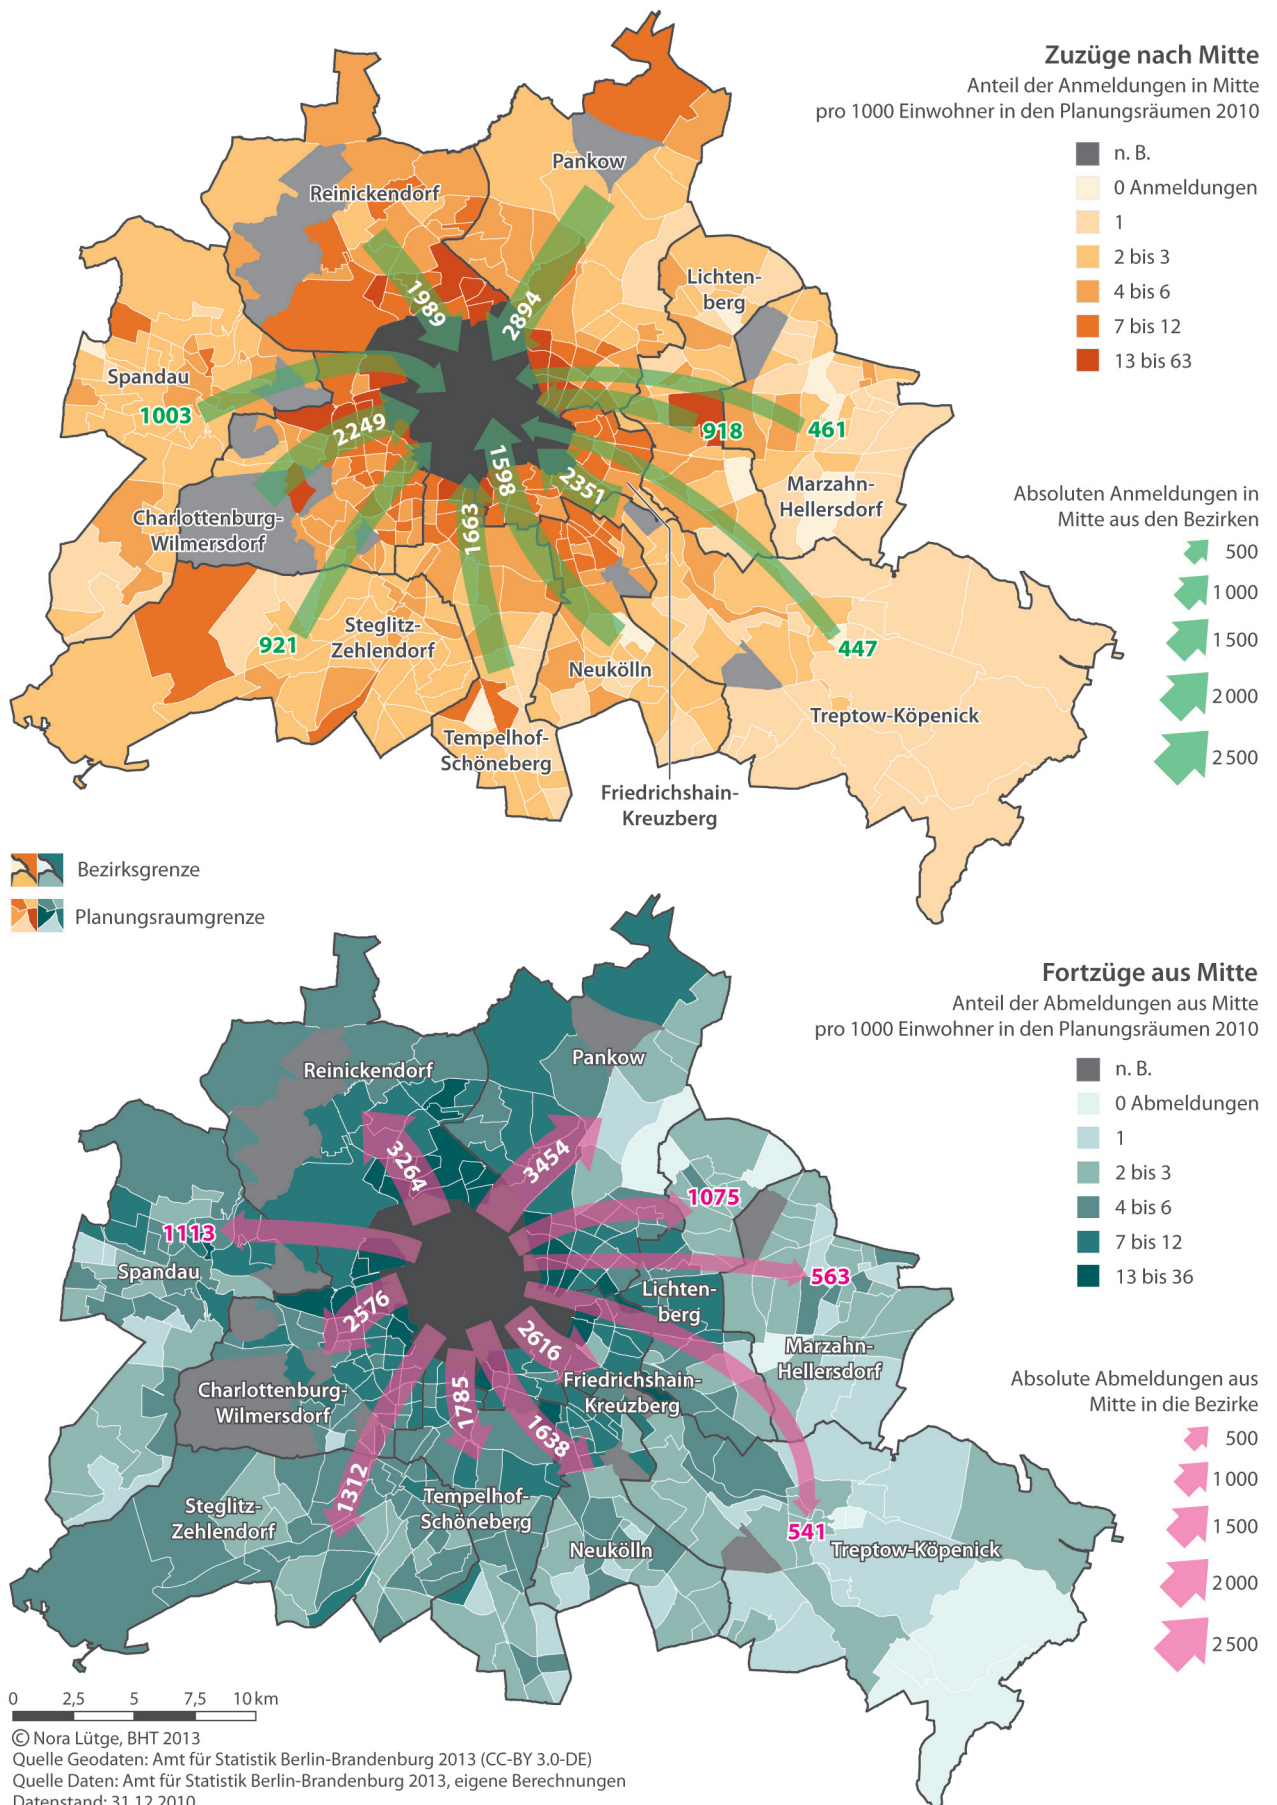 Zuzüge nach Mitte
Anteil der Anmeldungen in Mitte
pro 1000 Einwohner in den Planungsräumen 2010
n. B.
0 Anmeldungen
1
2 bis 3
4 bis 6
7 bis 12
13 bis 63
Pankow
Reinickendorf
Lichten-
berg
1989
2894
Spandau
1003
2249
918
461
1598
2351
Marzahn-
Hellersdorf
1663
Charlottenburg-
Wilmersdorf
Absoluten Anmeldungen in
Mitte aus den Bezirken
500
1 000
1 500
2 000
2 500
921
Steglitz-
Zehlendorf
Neukölln
447
Treptow-Köpenick
Tempelhof-
Schöneberg
Friedrichshain-
Kreuzberg
Bezirksgrenze
Planungsraumgrenze
Fortzüge aus Mitte
Anteil der Abmeldungen aus Mitte
pro 1000 Einwohner in den Planungsräumen 2010
n. B.
0 Abmeldungen
1
2 bis 3
4 bis 6
7 bis 12
13 bis 36
Reinickendorf
Pankow
3264
3454
1075
1113
Spandau
563
Lichten-
berg
2576
2616
Marzahn-
Hellersdorf
Charlottenburg-
Wilmersdorf
Friedrichshain-
Kreuzberg
1785
1638
1312
Absolute Abmeldungen aus
Mitte in die Bezirke
500
1 000
1 500
2 000
2 500
Steglitz-
Zehlendorf
Tempelhof-
Schöneberg
Neukölln
541
Treptow-Köpenick
0 2,5 5 7,5 10 km
© Nora Lütge, BHT 2013
Quelle Geodaten: Amt für Statistik Berlin-Brandenburg 2013 (CC-BY 3.0-DE)
Quelle Daten: Amt für Statistik Berlin-Brandenburg 2013, eigene Berechnungen
Datenstand: 31.12.2010